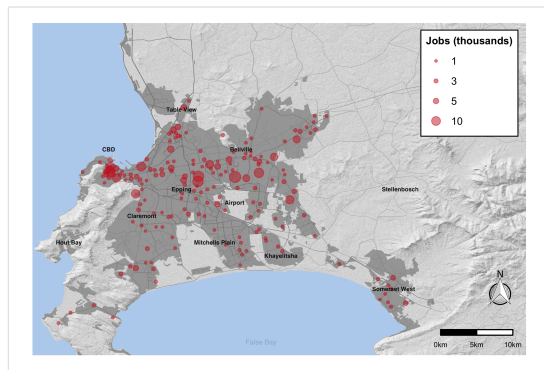 Jobs (thousands)
1
3
5
10
Table View
CBD
Bellville
Epping
Stellenbosch
Airport
Claremont
Hout Bay
Mitchells Plain
Khayelitsha
Somerset West
N
0km 5km 10km
False Bay